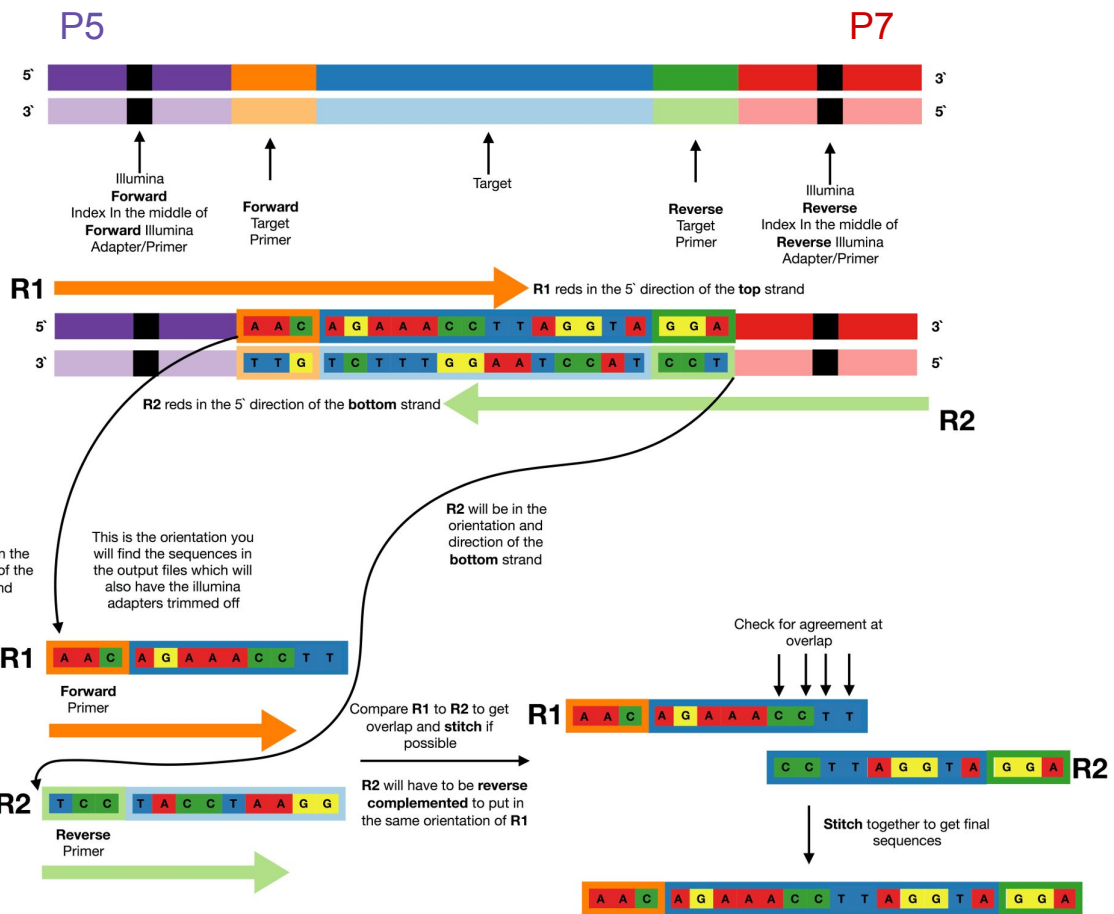 P5
P7
5`
3`
3`
5`
Illumina
Forward
Index In the middle of
Forward Illumina
Adapter/Primer
Forward
Target
Primer
Target
Reverse
Target
Primer
Illumina
Reverse
Index In the middle of
Reverse Illumina
Adapter/Primer
R1
R1 reds in the 5` direction of the top strand
5`
A A C A G A A A C C T T A G G T A G G A
3`
3`
T T G T C T T T G G A A T C C A T C C T
5`
R2 reds in the 5` direction of the bottom strand
R2
R2 will be in the
orientation and
direction of the
bottom strand
the
of the
This is the orientation you
will find the sequences in
the output files which will
also have the illumina
adapters trimmed off
R1
A A C A G A A A C C T T
Forward
Primer
Compare R1 to R2 to get
overlap and stitch if
possible
R2 will have to be reverse
complemented to put in
the same orientation of R1
R2
T C C T A C C T A A G G
Reverse
Primer
Check for agreement at
overlap
R1
A A C A G A A A C C T T
C C T T A G G T A G G A
R2
Stitch together to get final
sequences
A A C A G A A A C C T T A G G T A G G A